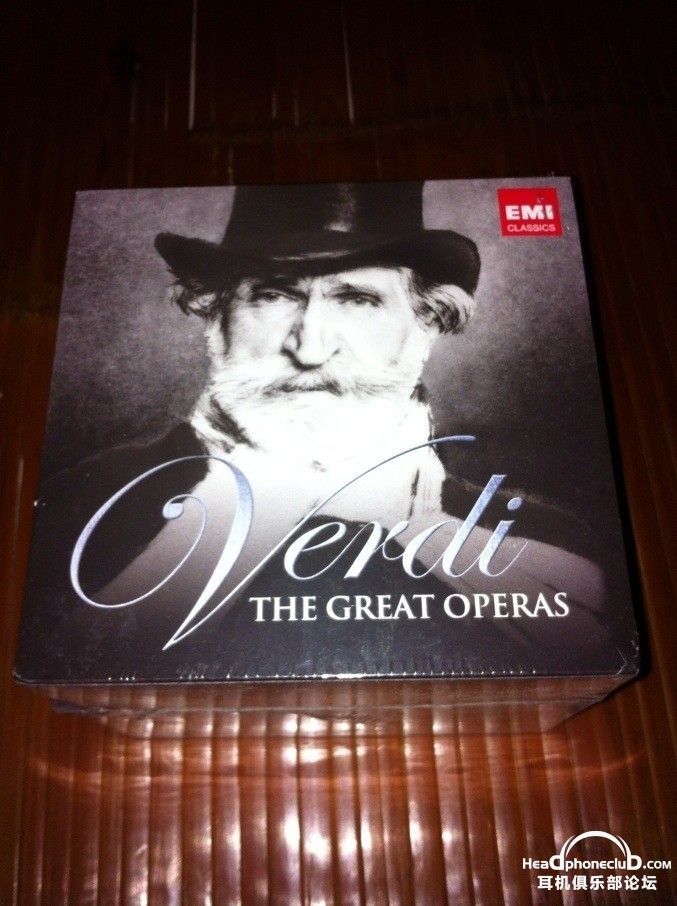 EMI
CLASSICS
Verdi
THE GREAT OPERAS
Headphoneclub.com
耳机俱乐部论坛